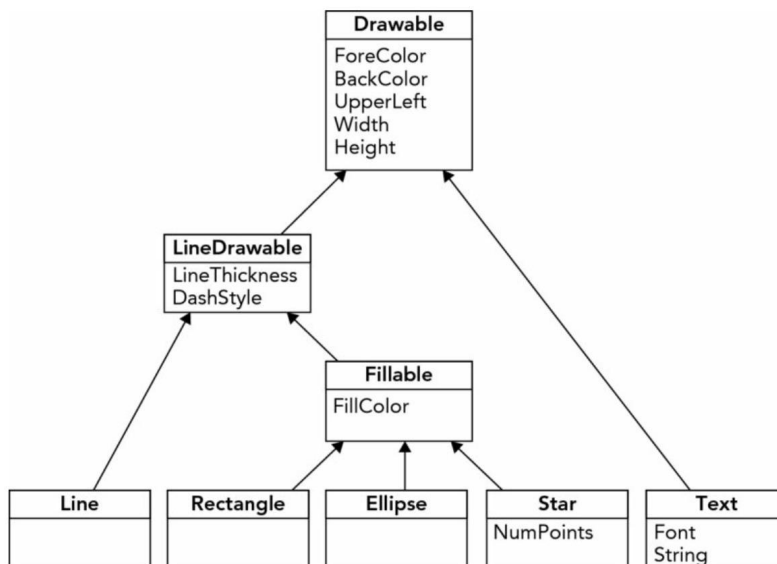 Drawable
ForeColor
BackColor
UpperLeft
Width
Height
LineDrawable
LineThickness
DashStyle
Fillable
FillColor
Line
Rectangle
Ellipse
Star
NumPoints
Text
Font
String